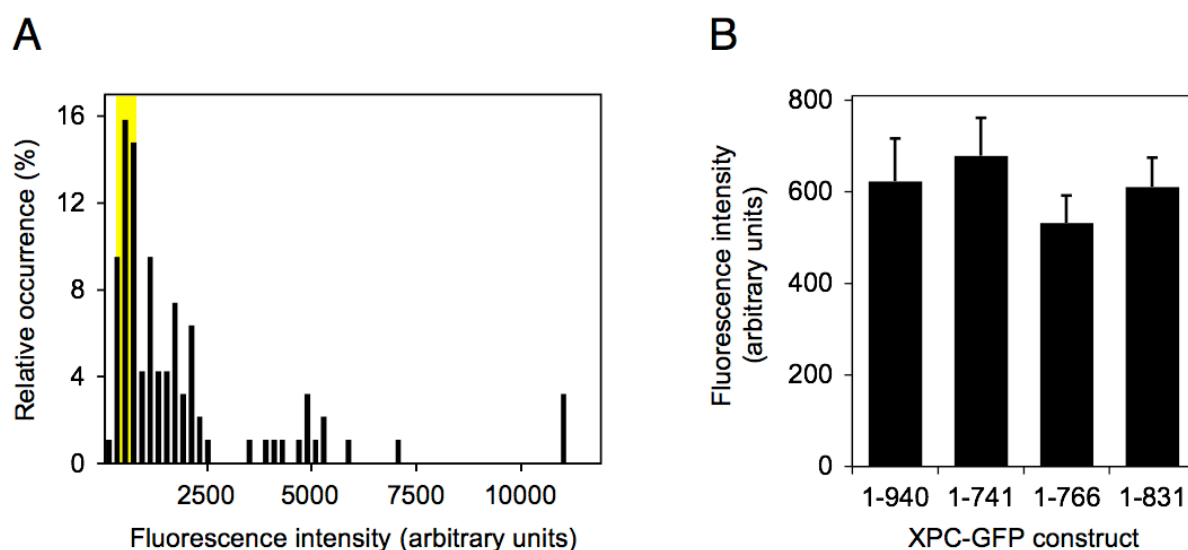 A
Relative occurrence (%)
16
12
8
4
0
2500 5000 7500 10000
Fluorescence intensity (arbitrary units)
B
Fluorescence intensity
(arbitrary units)
800
600
400
200
0
1-940 1-741 1-766 1-831
XPC-GFP construct